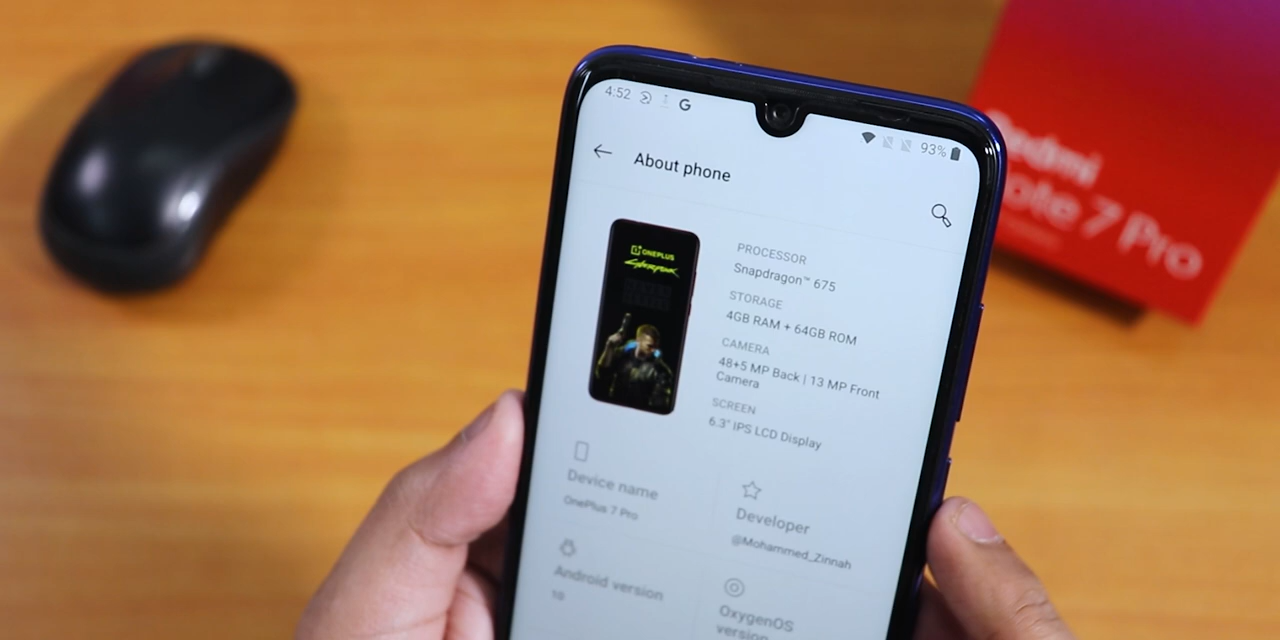 4:52
93%
About phone
ONEPLUS
Cyberpunk
PROCESSOR
Snapdragon™ 675
STORAGE
4GB RAM + 64GB ROM
CAMERA
48+5 MP Back | 13 MP Front
Camera
SCREEN
6.3" IPS LCD Display
Device name
OnePlus 7 Pro
Developer
@Mohammed_Zinnah
Android version
10
OxygenOS
version
Redmi
Note 7 Pro